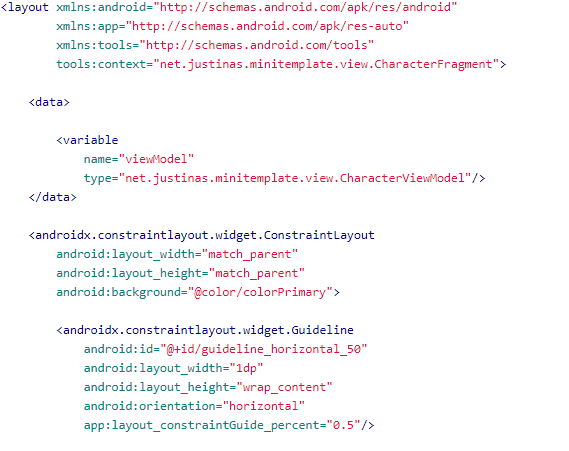 <layout xmlns:android="http://schemas.android.com/apk/res/android"
xmlns:app="http://schemas.android.com/apk/res-auto"
xmlns:tools="http://schemas.android.com/tools"
tools:context="net.justinas.minitemplate.view.CharacterFragment">
<data>
<variable
name="viewModel"
type="net.justinas.minitemplate.view.CharacterViewModel"/>
</data>
<androidx.constraintlayout.widget.ConstraintLayout
android:layout_width="match_parent"
android:layout_height="match_parent"
android:background="@color/colorPrimary">
<androidx.constraintlayout.widget.Guideline
android:id="@+id/guideline_horizontal_50"
android:layout_width="1dp"
android:layout_height="wrap_content"
android:orientation="horizontal"
app:layout_constraintGuide_percent="0.5"/>